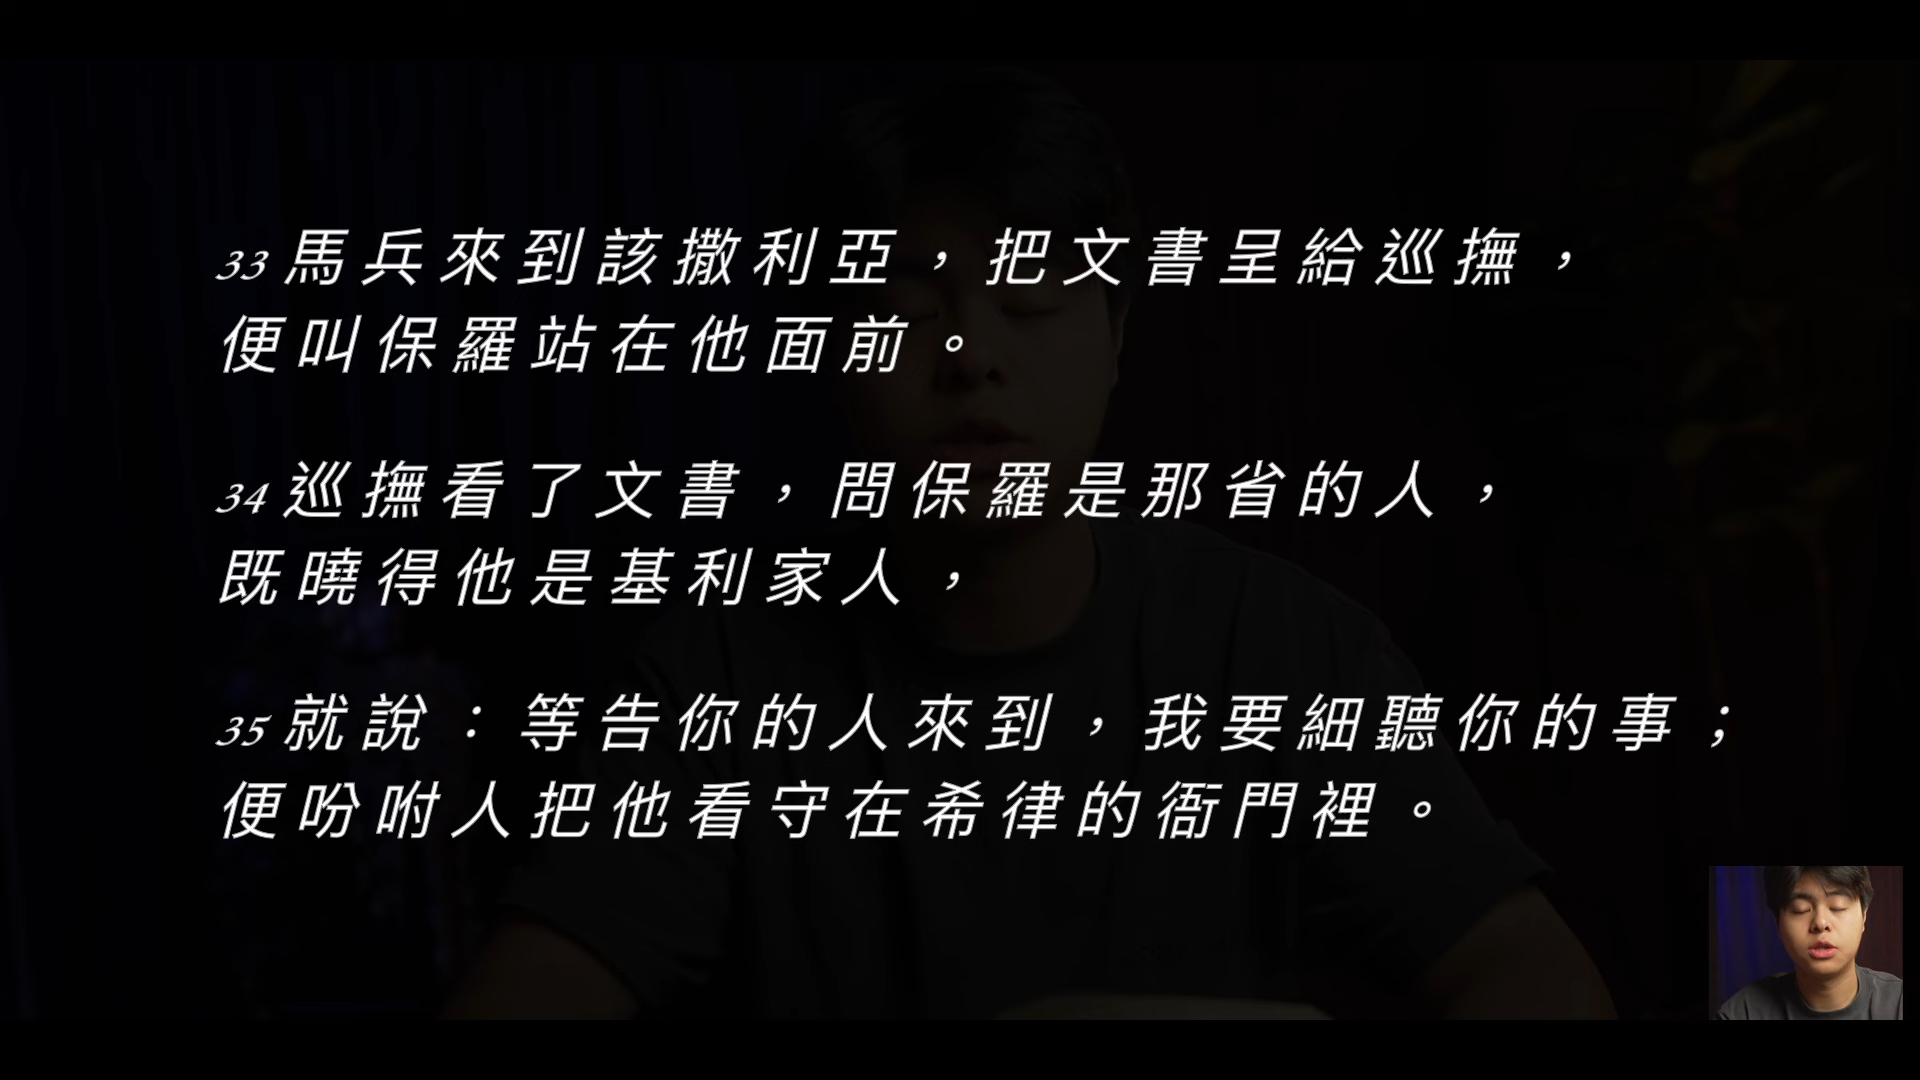 33 馬兵來到該撒利亞，把文書呈給巡撫，
便叫保羅站在他面前。
34 巡撫看了文書，問保羅是那省的人，
既曉得他是基利家人，
35 就說：等告你的人來到，我要細聽你的事；
便吩咐人把他看守在希律的衙門裡。